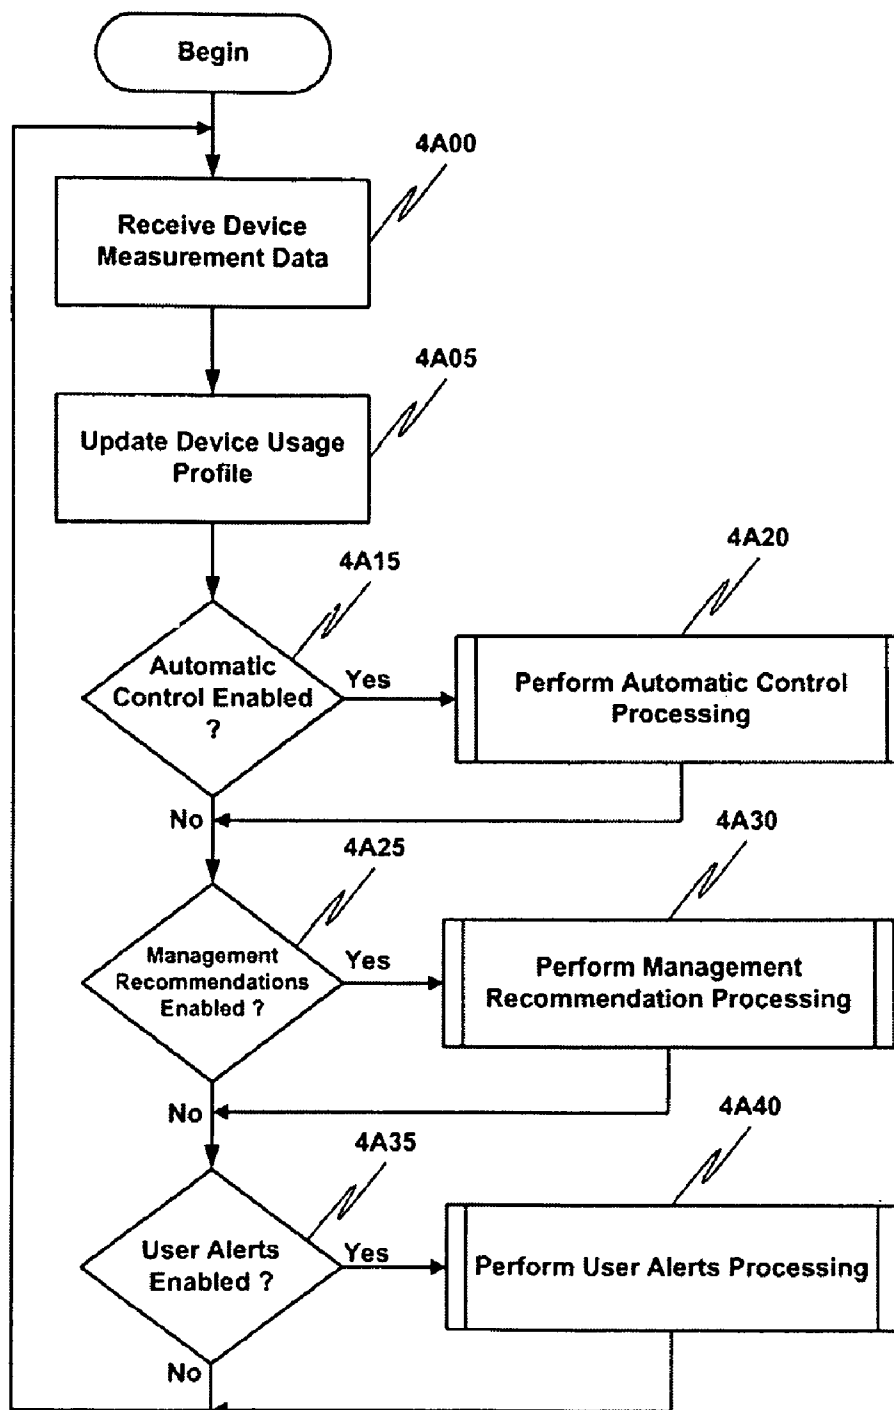 Begin
4A00
Receive Device
Measurement Data
4A05
Update Device Usage
Profile
4A15
4A20
Automatic
Control Enabled
?
Yes
Perform Automatic Control
Processing
No
4A25
4A30
Management
Recommendations
Enabled ?
Yes
Perform Management
Recommendation Processing
No
4A35
4A40
User Alerts
Enabled ?
Yes
Perform User Alerts Processing
No